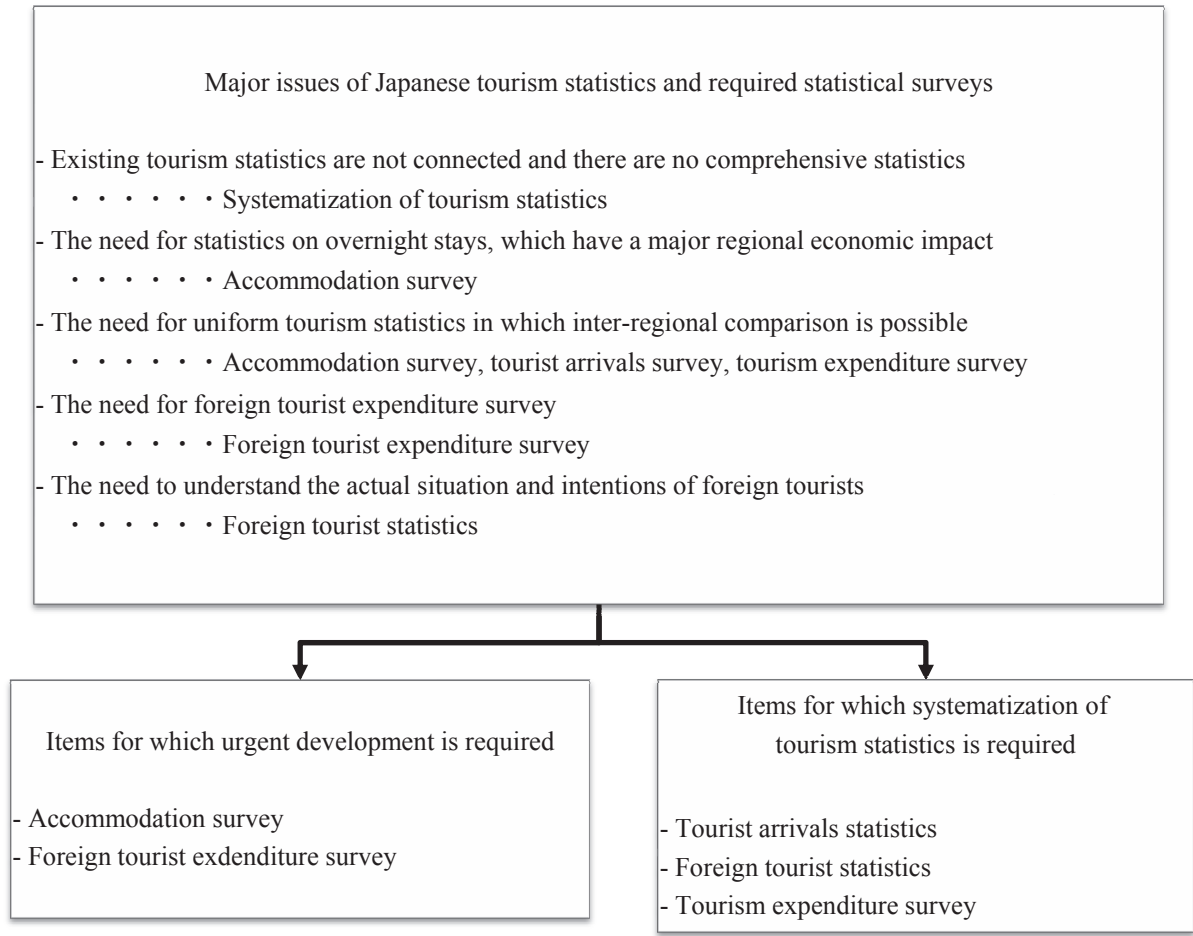 Major issues of Japanese tourism statistics and required statistical surveys
- Existing tourism statistics are not connected and there are no comprehensive statistics
・・・・・・Systematization of tourism statistics
- The need for statistics on overnight stays, which have a major regional economic impact
・・・・・・Accommodation survey
- The need for uniform tourism statistics in which inter-regional comparison is possible
・・・・・・Accommodation survey, tourist arrivals survey, tourism expenditure survey
- The need for foreign tourist expenditure survey
・・・・・・Foreign tourist expenditure survey
- The need to understand the actual situation and intentions of foreign tourists
・・・・・・Foreign tourist statistics
Items for which urgent development is required
- Accommodation survey
- Foreign tourist exdenditure survey
Items for which systematization of
tourism statistics is required
- Tourist arrivals statistics
- Foreign tourist statistics
- Tourism expenditure survey